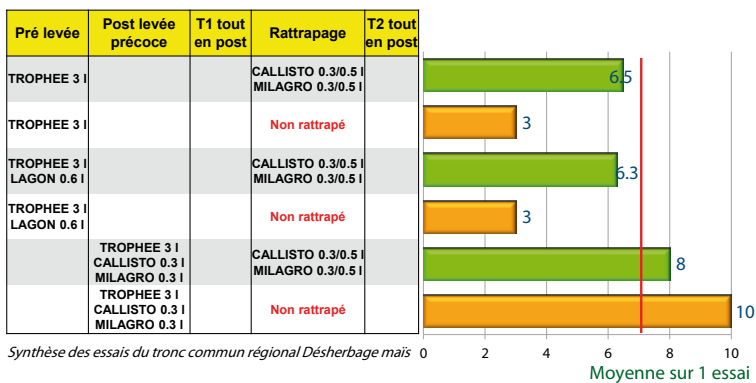 Pré levée
Post levée
précoce
T1 tout
en post
Rattrapage
T2 tout
en post
TROPHEE 3 l
CALLISTO 0.3/0.5 l
MILAGRO 0.3/0.5 l
6.5
TROPHEE 3 l
Non rattrapé
3
TROPHEE 3 l
LAGON 0.6 l
CALLISTO 0.3/0.5 l
MILAGRO 0.3/0.5 l
6.3
TROPHEE 3 l
LAGON 0.6 l
Non rattrapé
3
TROPHEE 3 l
CALLISTO 0.3 l
MILAGRO 0.3 l
CALLISTO 0.3/0.5 l
MILAGRO 0.3/0.5 l
8
TROPHEE 3 l
CALLISTO 0.3 l
MILAGRO 0.3 l
Non rattrapé
10
Synthèse des essais du tronc commun régional Désherbage maïs
0 2 4 6 8 10
Moyenne sur 1 essai